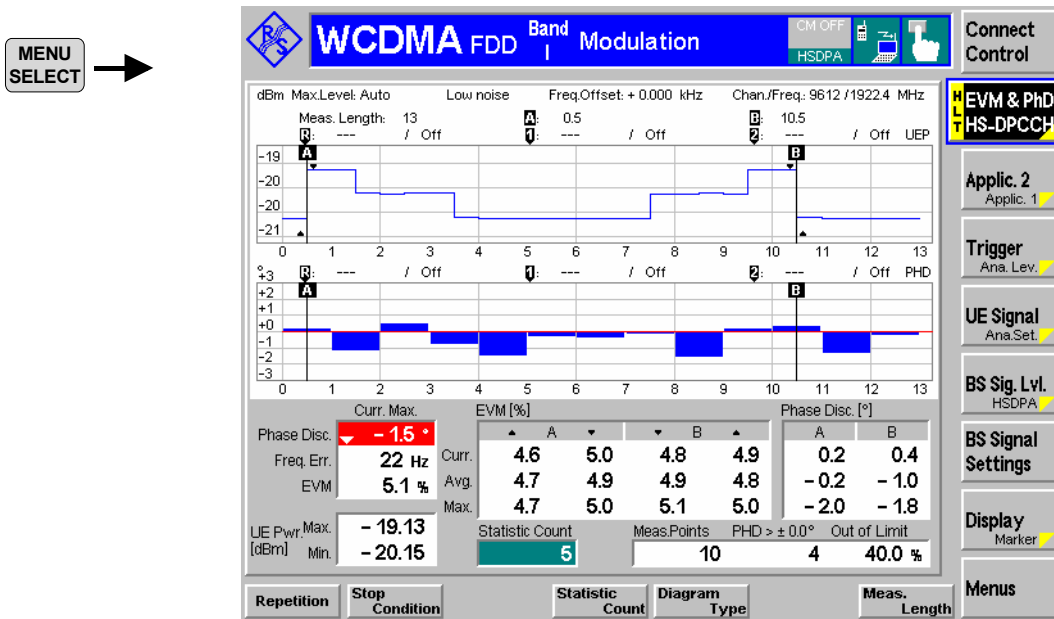 MENU
SELECT
R/S
WCDMA FDD Band I Modulation
CM OFF
HSDPA
Connect Control
dBm Max.Level: Auto Low noise Freq.Offset: + 0.000 kHz Chan./Freq.: 9612 / 1922.4 MHz
Meas. Length: 13 A: 0.5 B: 10.5
R: --- / Off 1: --- / Off 2: --- / Off UEP
A B
-19
-20
-20
-21
0 1 2 3 4 5 6 7 8 9 10 11 12 13
R: --- / Off 1: --- / Off 2: --- / Off PHD
A B
°
+3
+2
+1
+0
-1
-2
-3
0 1 2 3 4 5 6 7 8 9 10 11 12 13
Curr. Max. EVM [%] Phase Disc. [°]
Phase Disc. – 1.5 °
Freq. Err. 22 Hz
EVM 5.1 %
A B A B
Curr. 4.6 5.0 4.8 4.9 0.2 0.4
Avg. 4.7 4.9 4.9 4.8 – 0.2 – 1.0
Max. 4.7 5.0 5.1 5.0 – 2.0 – 1.8
UE Pwr. Max. – 19.13
[dBm] Min. – 20.15
Statistic Count Meas.Points PHD > ± 0.0° Out of Limit
5 10 4 40.0 %
HLT
EVM & PhD
HS-DPCCH
Applic. 2
Applic. 1
Trigger
Ana. Lev.
UE Signal
Ana.Set.
BS Sig. Lvl.
HSDPA
BS Signal
Settings
Display
Marker
Menus
Repetition
Stop Condition
Statistic Count
Diagram Type
Meas. Length